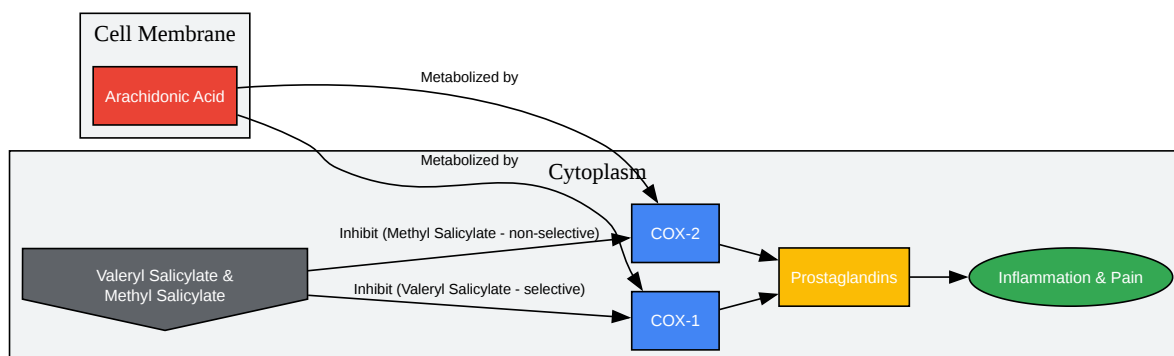 Cell Membrane
Arachidonic Acid
Metabolized by
Metabolized by
Cytoplasm
Inhibit (Methyl Salicylate - non-selective)
COX-2
Valeryl Salicylate &
Methyl Salicylate
Inhibit (Valeryl Salicylate - selective)
COX-1
Prostaglandins
Inflammation & Pain